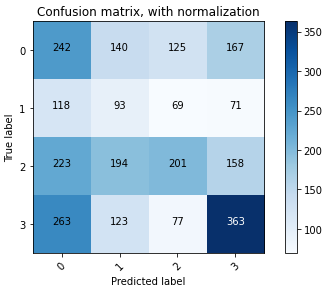 Confusion matrix, with normalization
0 242 140 125 167
1 118 93 69 71
2 223 194 201 158
3 263 123 77 363
0 1 2 3
True label
Predicted label
350
300
250
200
150
100